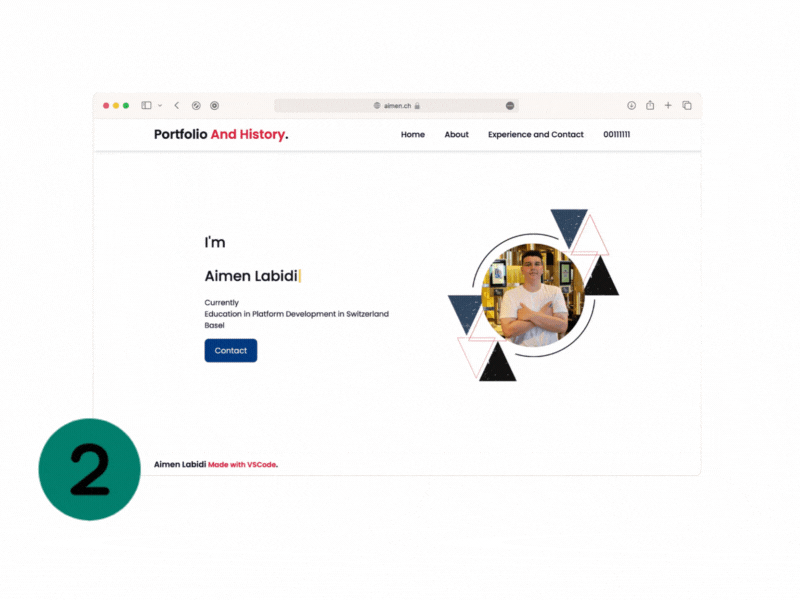 aimen.ch
Portfolio And History.
Home About Experience and Contact 00111111
I'm
Aimen Labidi
Currently
Education in Platform Development in Switzerland
Basel
Contact
2
Aimen Labidi Made with VSCode.